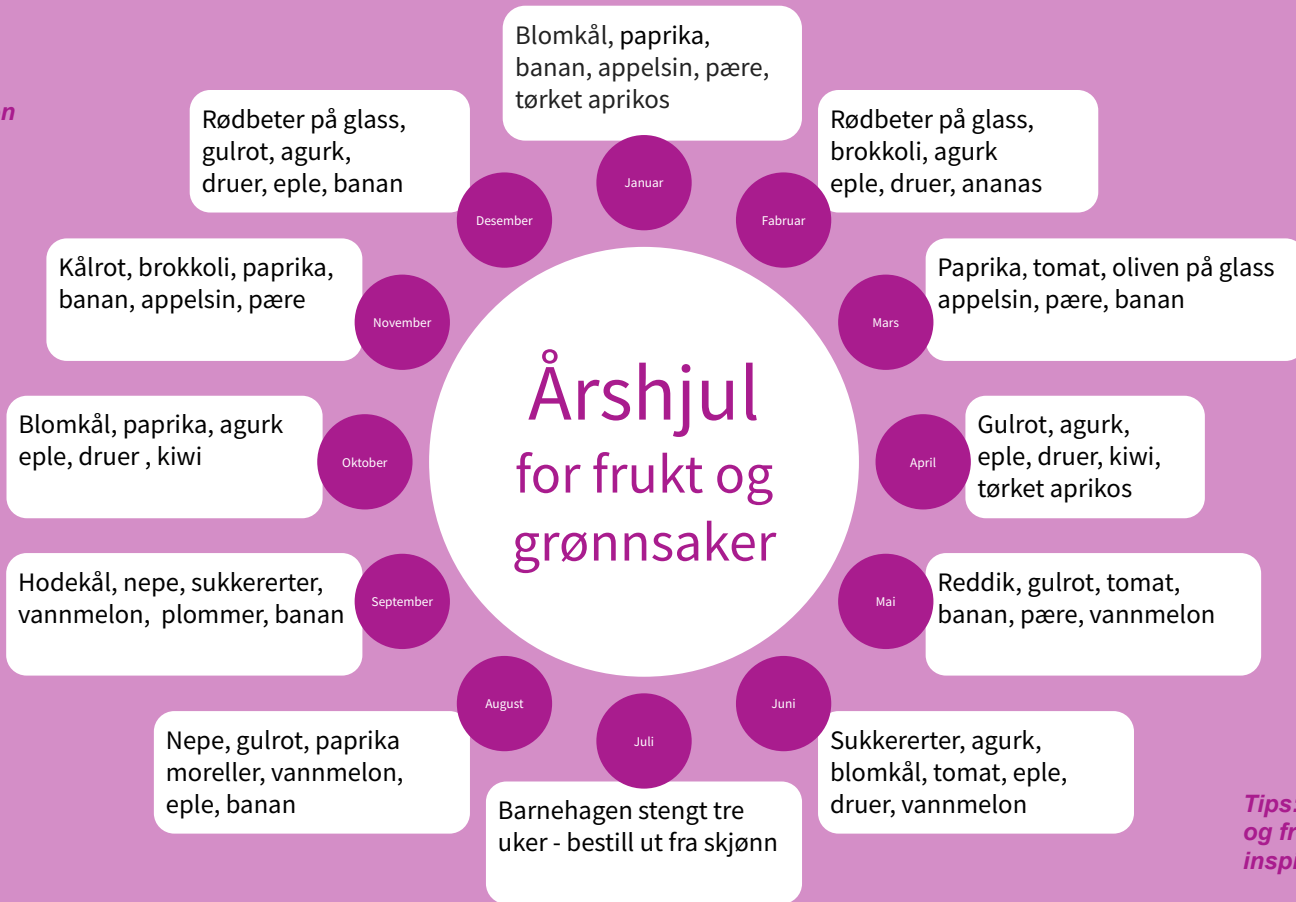 Årshjul
for frukt og
grønnsaker
Januar
Blomkål, paprika,
banan, appelsin, pære,
tørket aprikos
Fabruar
Rødbeter på glass,
brokkoli, agurk
eple, druer, ananas
Mars
Paprika, tomat, oliven på glass
appelsin, pære, banan
April
Gulrot, agurk,
eple, druer, kiwi,
tørket aprikos
Mai
Reddik, gulrot, tomat,
banan, pære, vannmelon
Juni
Sukkererter, agurk,
blomkål, tomat, eple,
druer, vannmelon
Juli
Barnehagen stengt tre
uker - bestill ut fra skjønn
August
Nepe, gulrot, paprika
moreller, vannmelon,
eple, banan
September
Hodekål, nepe, sukkererter,
vannmelon, plommer, banan
Oktober
Blomkål, paprika, agurk
eple, druer , kiwi
November
Kålrot, brokkoli, paprika,
banan, appelsin, pære
Desember
Rødbeter på glass,
gulrot, agurk,
druer, eple, banan
Tips:
og